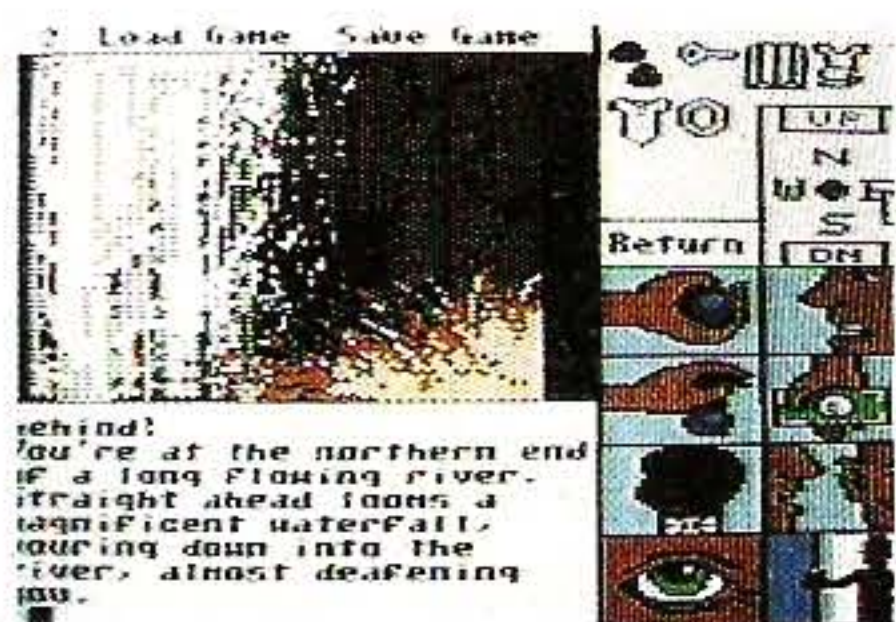 ? Load Game Save Game
UP
N
W E
S
Return
DN
ehind!
ou're at the northern end
f a long flowing river.
traight ahead looms a
agnificent waterfall,
ouring down into the
iver, almost deafening
ou.